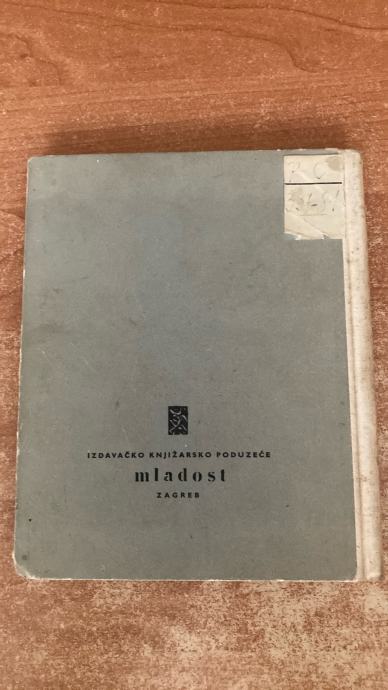 IZDAVAČKO KNJIŽARSKO PODUZEĆE
mladost
ZAGREB